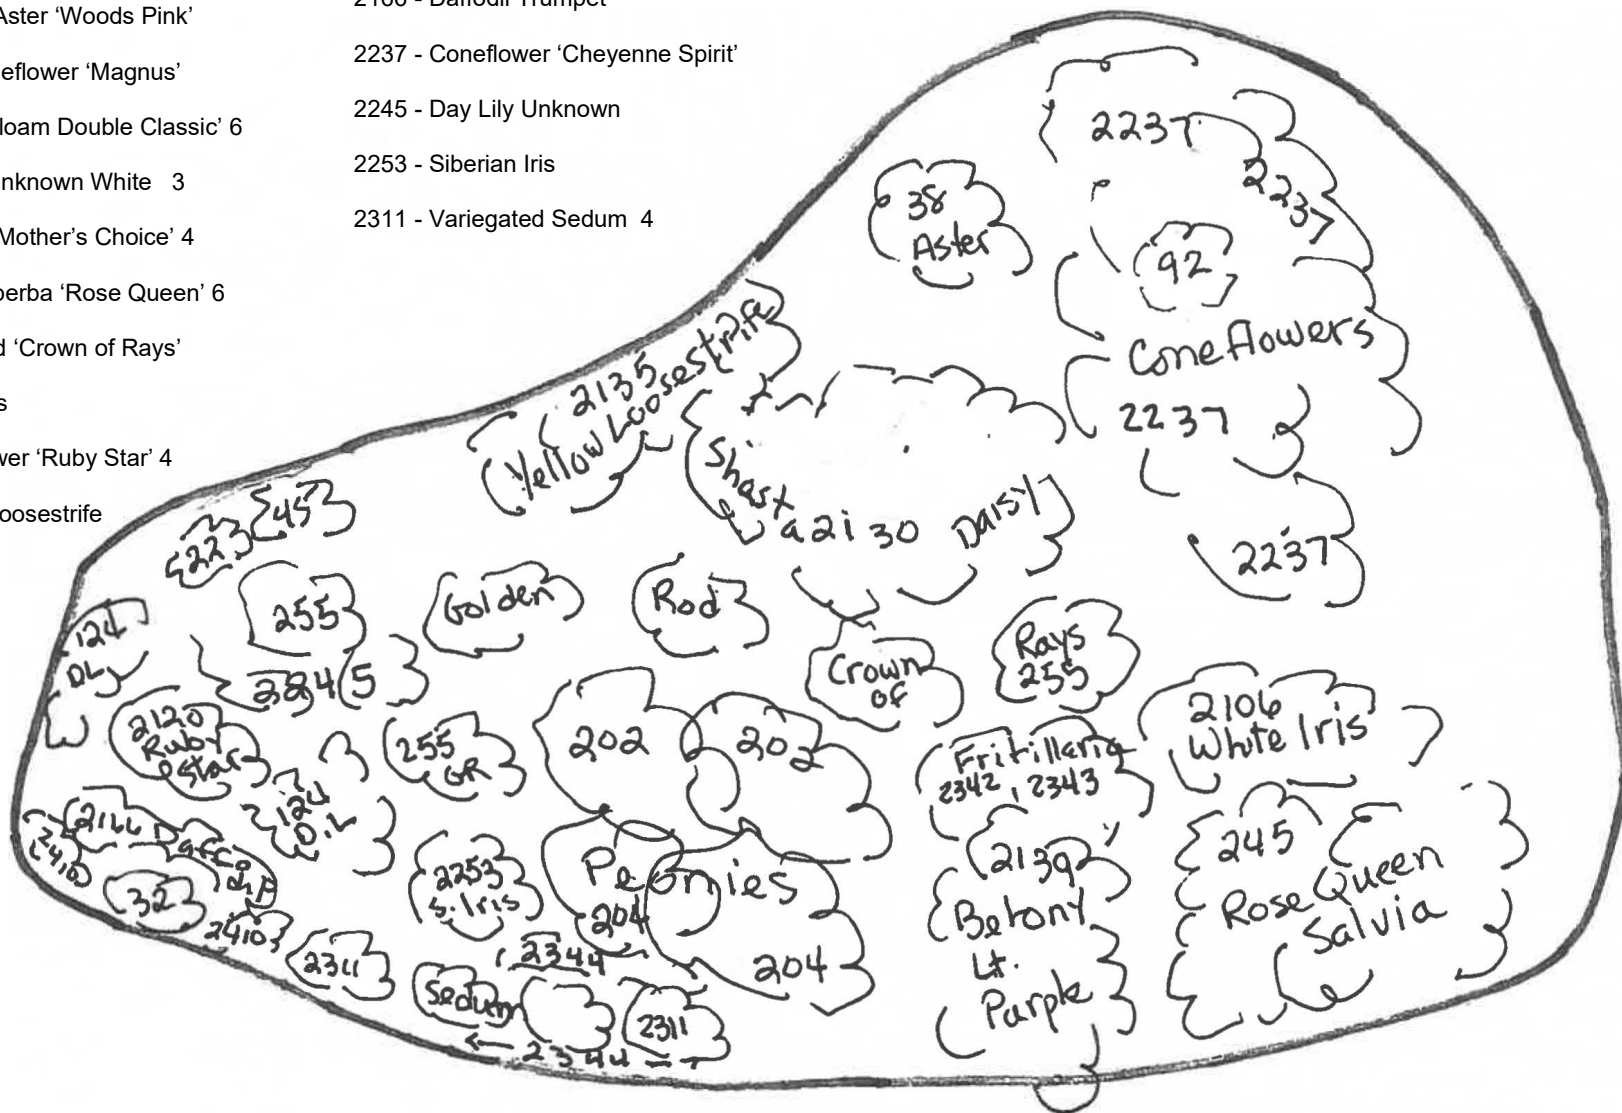 Aster ‘Woods Pink’
eflower ‘Magnus’
loam Double Classic’ 6
nknown White 3
Mother’s Choice’ 4
perba ‘Rose Queen’ 6
d ‘Crown of Rays’
s
wer ‘Ruby Star’ 4
oosestrife
2166 - Daffodil Trumpet
2237 - Coneflower ‘Cheyenne Spirit’
2245 - Day Lily Unknown
2253 - Siberian Iris
2311 - Variegated Sedum 4
2237
2237
38
Aster
92
Coneflowers
2237
2135
Yellow Loosestrife
Shasta 2130 Daisy
2237
223
45
255
Golden
Rod
124
DL
Crown
of
Rays
255
2120
Ruby
Star
255
GR
202
202
Fritillaria
2342, 2343
2106
White Iris
124
D.L
2166 Daffodil
2410
32
2410
2253
S. Iris
Peonies
204
204
2139
Betony
Lt.
Purple
245
Rose Queen
Salvia
2311
2344
Sedum
2311
← 2344 →